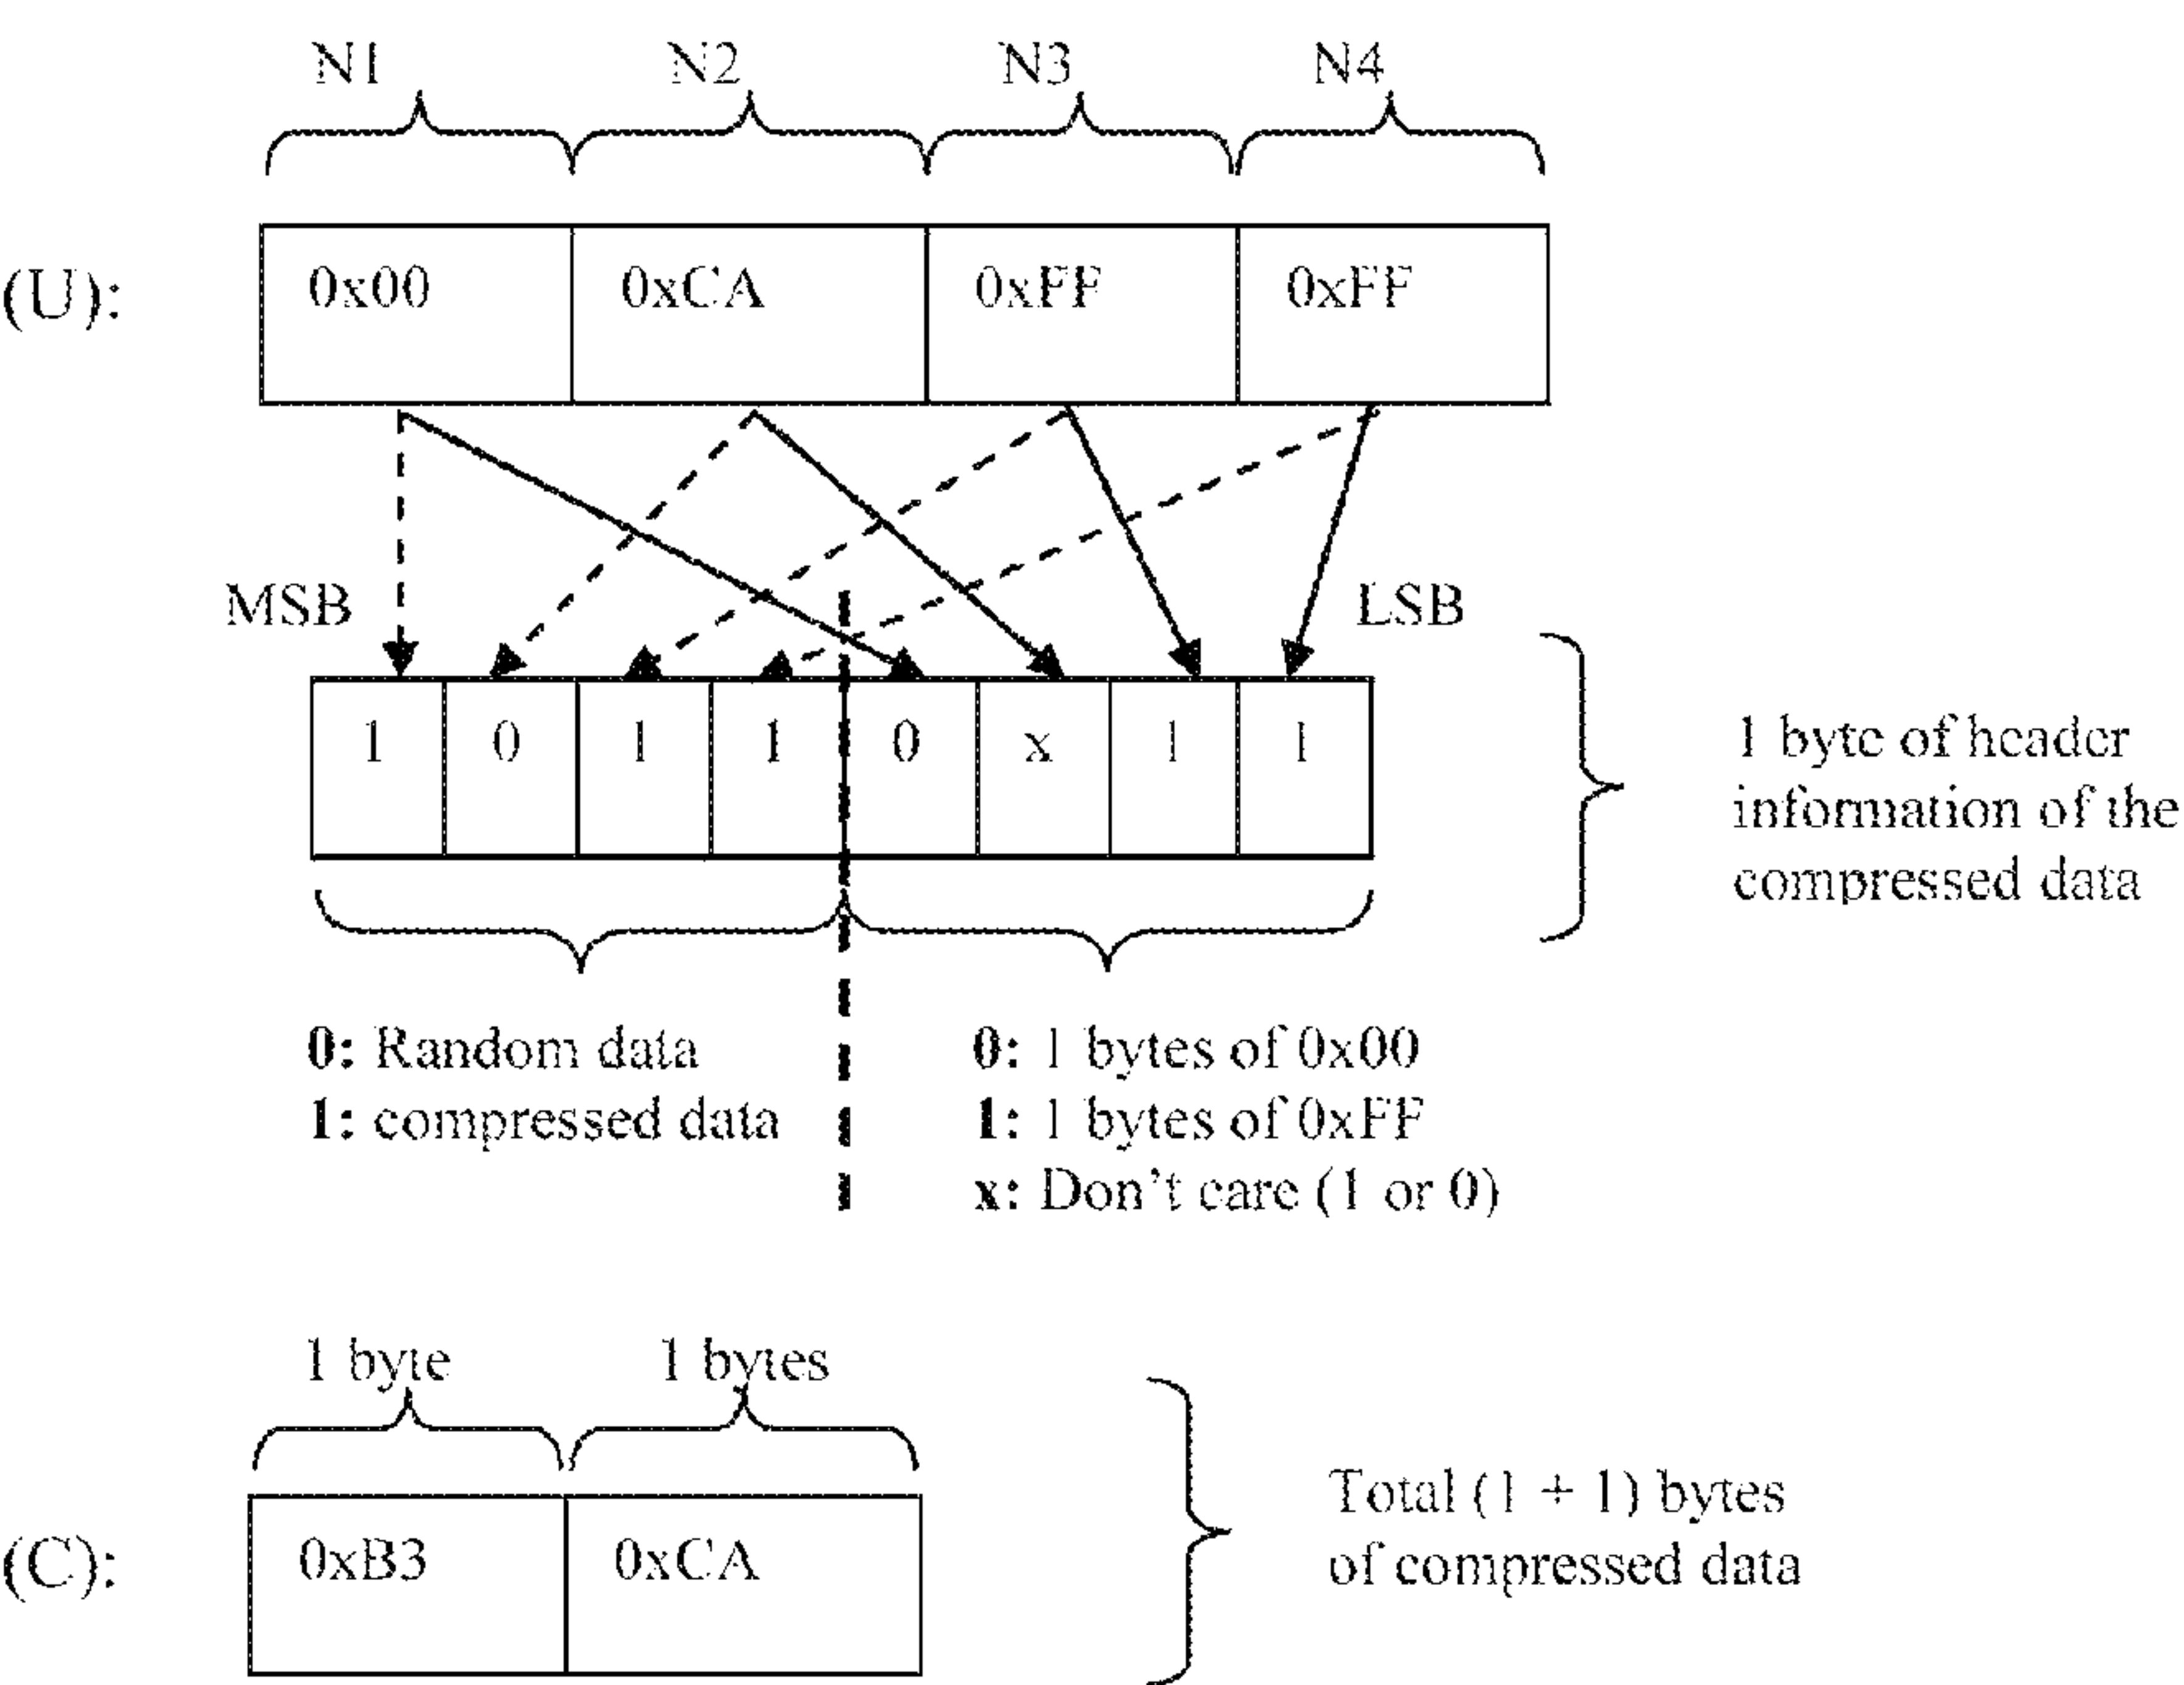 N1 N2 N3 N4
(U): 0x00 0xCA 0xFF 0xFF
MSB LSB
1 0 1 1 0 x 1 1
1 byte of header
information of the
compressed data
0: Random data
1: compressed data
0: 1 bytes of 0x00
1: 1 bytes of 0xFF
x: Don't care (1 or 0)
1 byte 1 bytes
(C): 0xB3 0xCA
Total (1 + 1) bytes
of compressed data